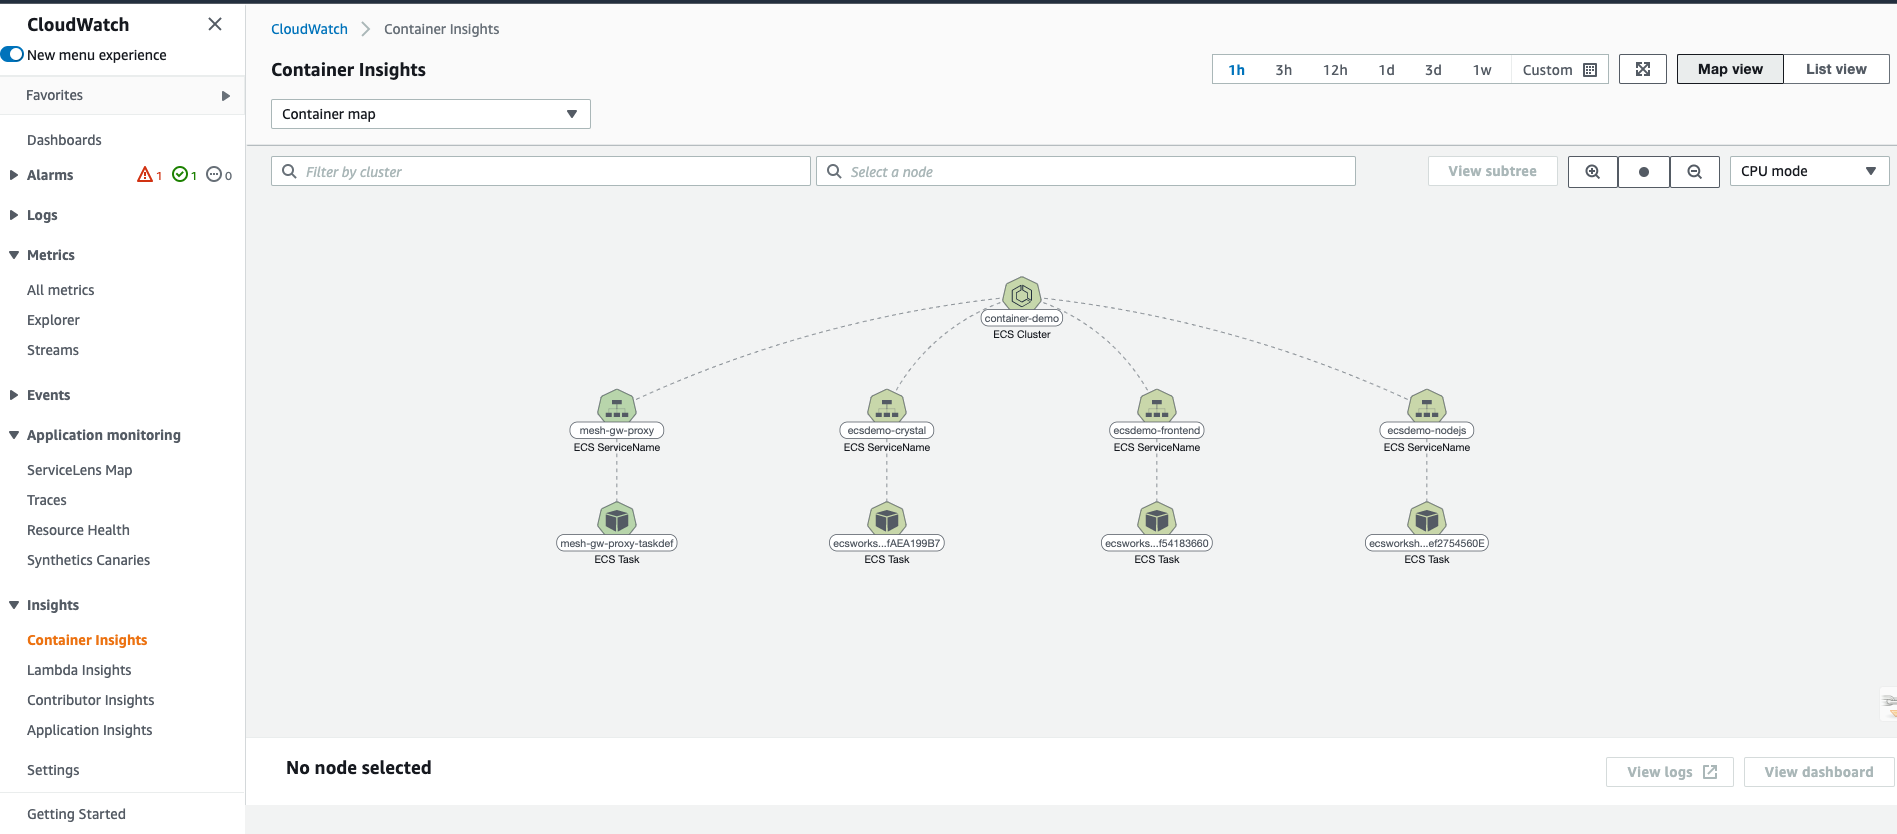 CloudWatch
New menu experience
Favorites
Dashboards
Alarms 1 1 0
Logs
Metrics
All metrics
Explorer
Streams
Events
Application monitoring
ServiceLens Map
Traces
Resource Health
Synthetics Canaries
Insights
Container Insights
Lambda Insights
Contributor Insights
Application Insights
Settings
Getting Started
CloudWatch Container Insights
Container Insights
1h 3h 12h 1d 3d 1w Custom Map view List view
Container map
Filter by cluster Select a node View subtree CPU mode
container-demo
ECS Cluster
mesh-gw-proxy ecsdemo-crystal ecsdemo-frontend ecsdemo-nodejs
ECS ServiceName ECS ServiceName ECS ServiceName ECS ServiceName
mesh-gw-proxy-taskdef ecsworks...fAEA199B7 ecsworks...f54183660 ecsworksh...ef2754560E
ECS Task ECS Task ECS Task ECS Task
No node selected View logs View dashboard